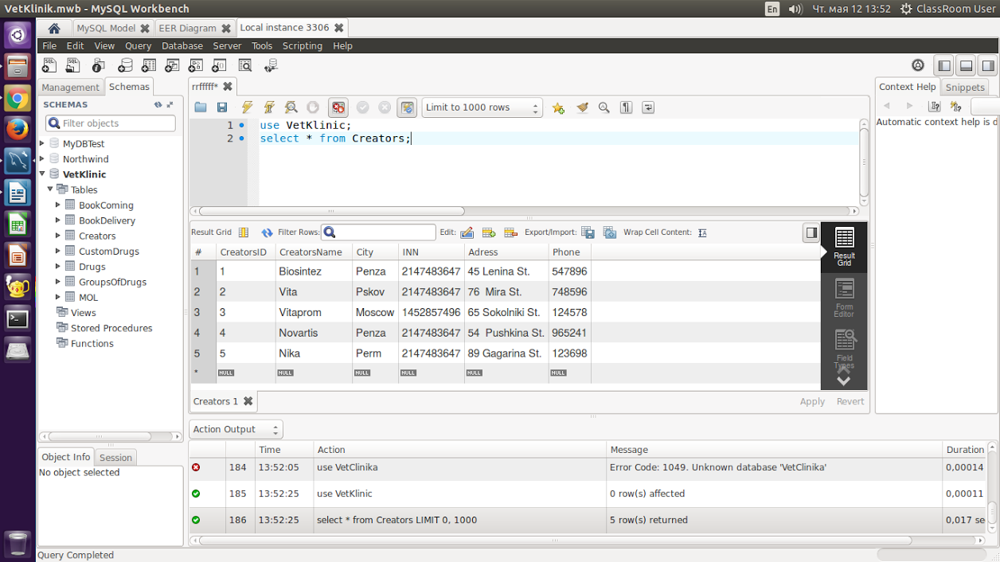 VetKlinik.mwb - MySQL Workbench
En
Чт. мая 12 13:52
ClassRoom User
MySQL Model
EER Diagram
Local instance 3306
File Edit View Query Database Server Tools Scripting Help
Management Schemas
SCHEMAS
Filter objects
MyDBTest
Northwind
VetKlinic
Tables
BookComing
BookDelivery
Creators
CustomDrugs
Drugs
GroupsOfDrugs
MOL
Views
Stored Procedures
Functions
Object Info Session
No object selected
rrfffff*
Limit to 1000 rows
1 use VetKlinic;
2 select * from Creators;
Result Grid Filter Rows: Edit: Export/Import: Wrap Cell Content:
# CreatorsID CreatorsName City INN Adress Phone
1 1 Biosintez Penza 2147483647 45 Lenina St. 547896
2 2 Vita Pskov 2147483647 76 Mira St. 748596
3 3 Vitaprom Moscow 1452857496 65 Sokolniki St. 124578
4 4 Novartis Penza 2147483647 54 Pushkina St. 965241
5 5 Nika Perm 2147483647 89 Gagarina St. 123698
* NULL NULL NULL NULL NULL NULL
Result
Grid
Form
Editor
Field
Types
Creators 1
Apply Revert
Context Help Snippets
Automatic context help is d
Action Output
Time Action Message Duration
184 13:52:05 use VetClinika Error Code: 1049. Unknown database 'VetClinika' 0,00014
185 13:52:25 use VetKlinic 0 row(s) affected 0,00011
186 13:52:25 select * from Creators LIMIT 0, 1000 5 row(s) returned 0,017 se
Query Completed